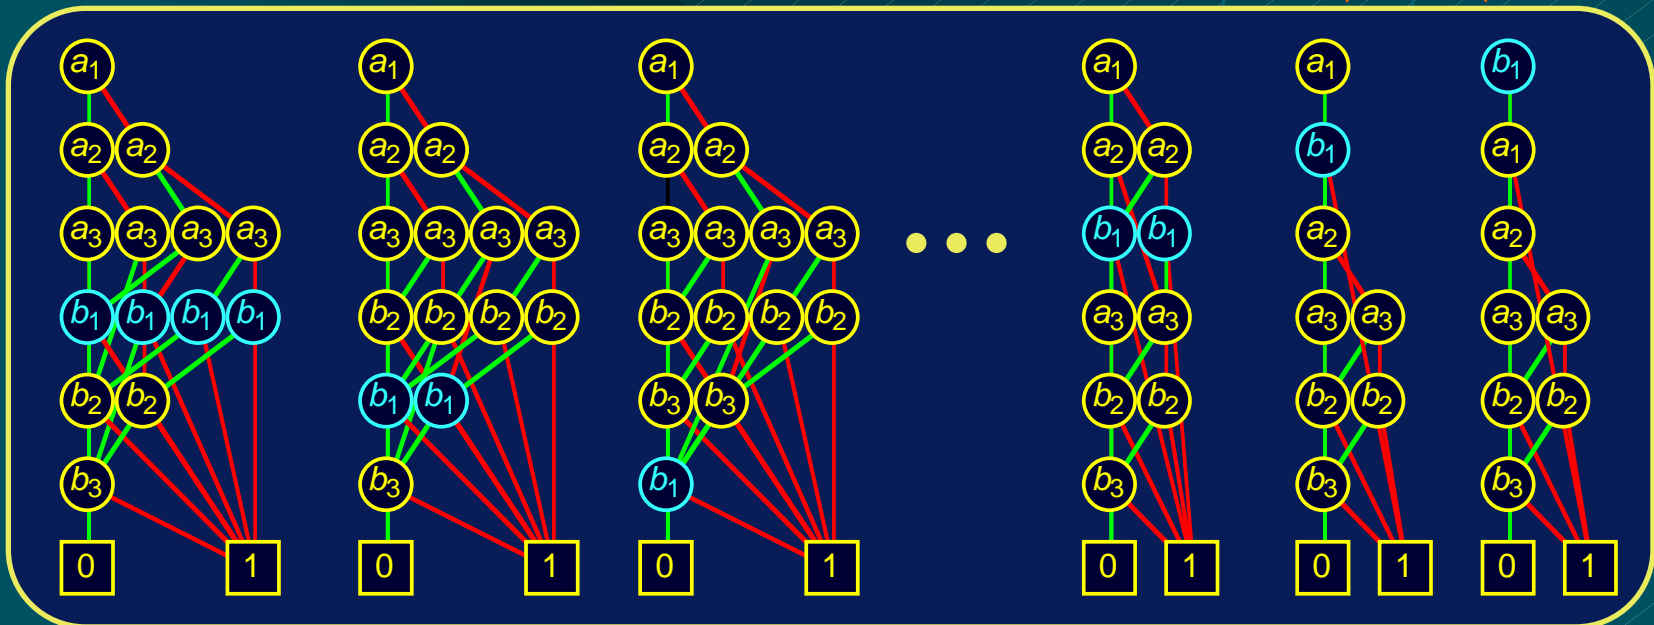 a1 a1 a1 a1 a1 b1
a2 a2 a2 a2 a2 a2 a2 a2 b1 a1
a3 a3 a3 a3 a3 a3 a3 a3 a3 a3 a3 a3 b1 b1 a2 a2
b1 b1 b1 b1 b2 b2 b2 b2 b2 b2 b2 b2 a3 a3 a3 a3 a3 a3
b2 b2 b1 b1 b3 b3 b2 b2 b2 b2 b2 b2
b3 b3 b1 b3 b3 b3
0 1 0 1 0 1 0 1 0 1 0 1